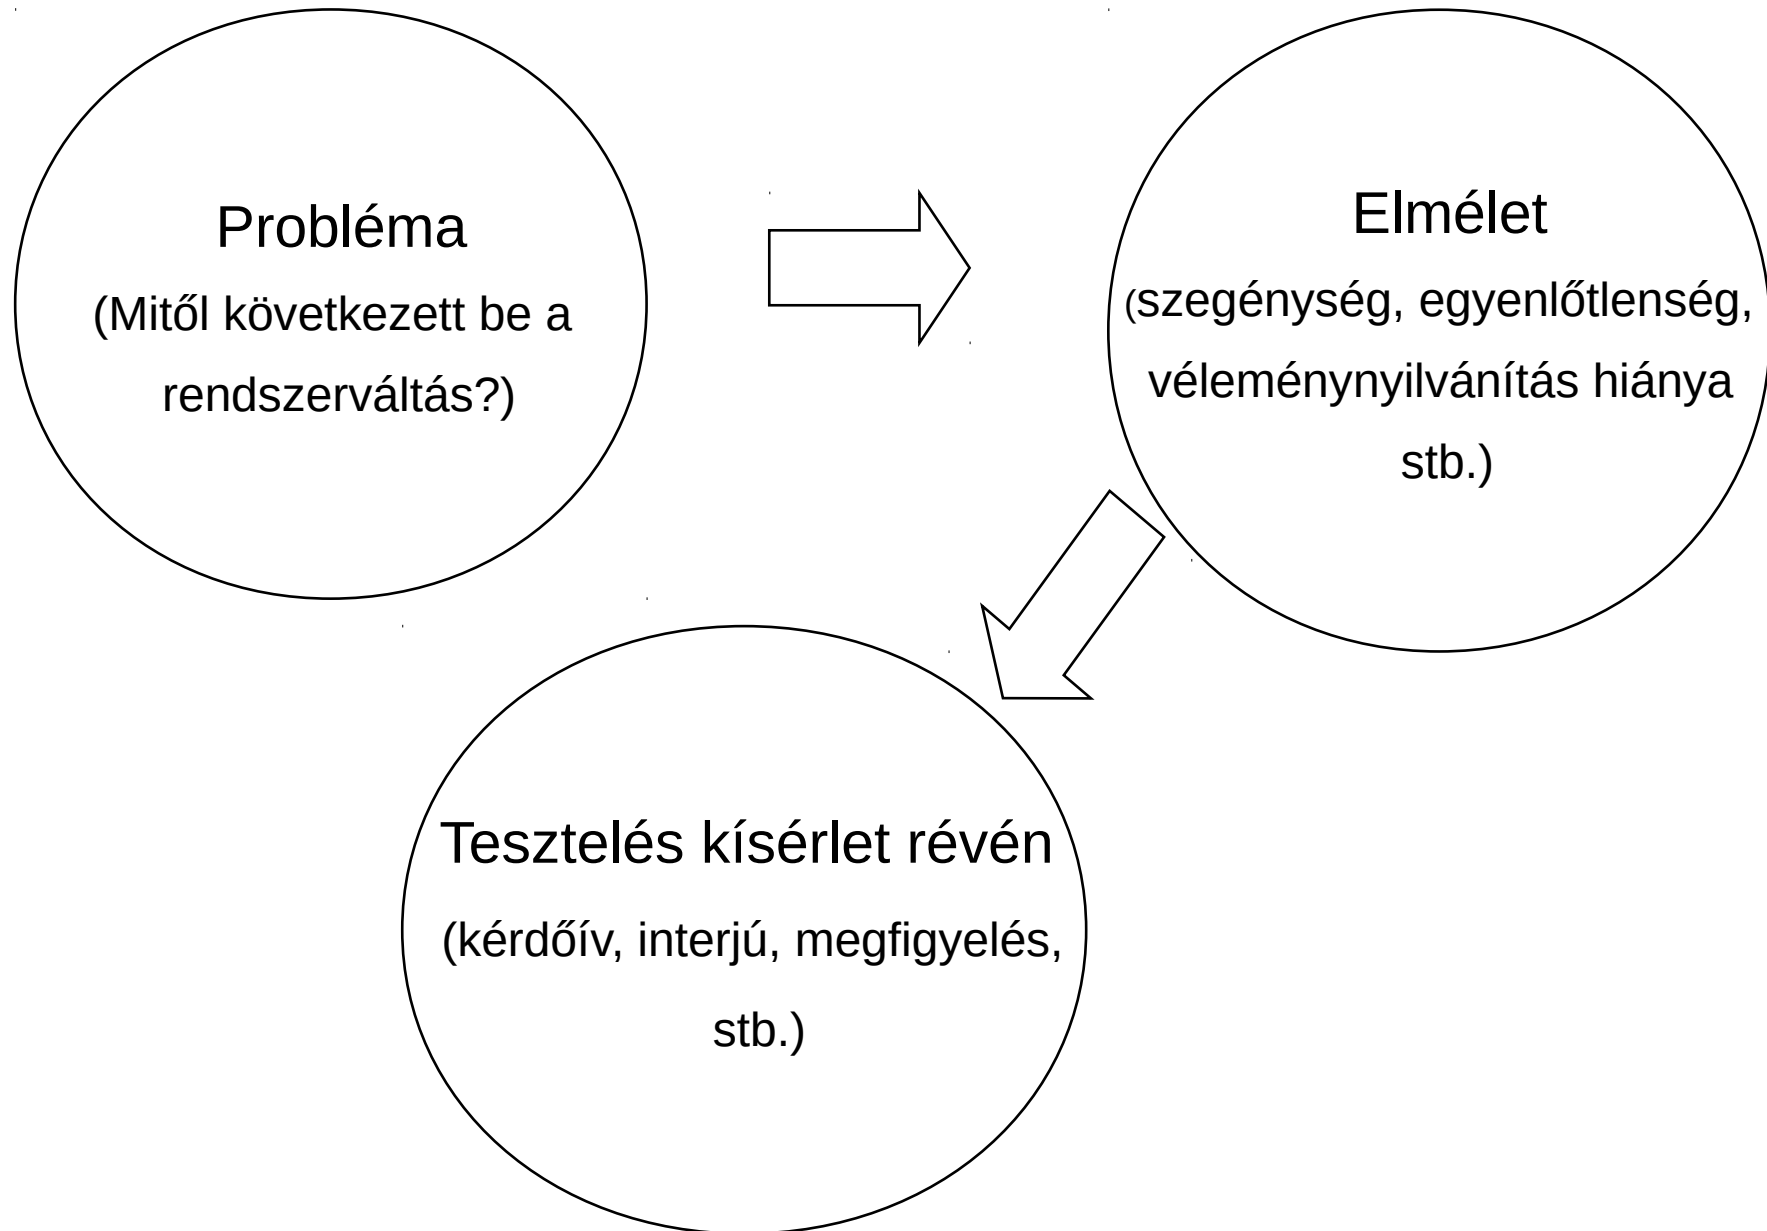 Probléma
(Mitől következett be a
rendszerváltás?)
Elmélet
(szegénység, egyenlőtlenség,
véleménynyilvánítás hiánya
stb.)
Tesztelés kísérlet révén
(kérdőív, interjú, megfigyelés,
stb.)